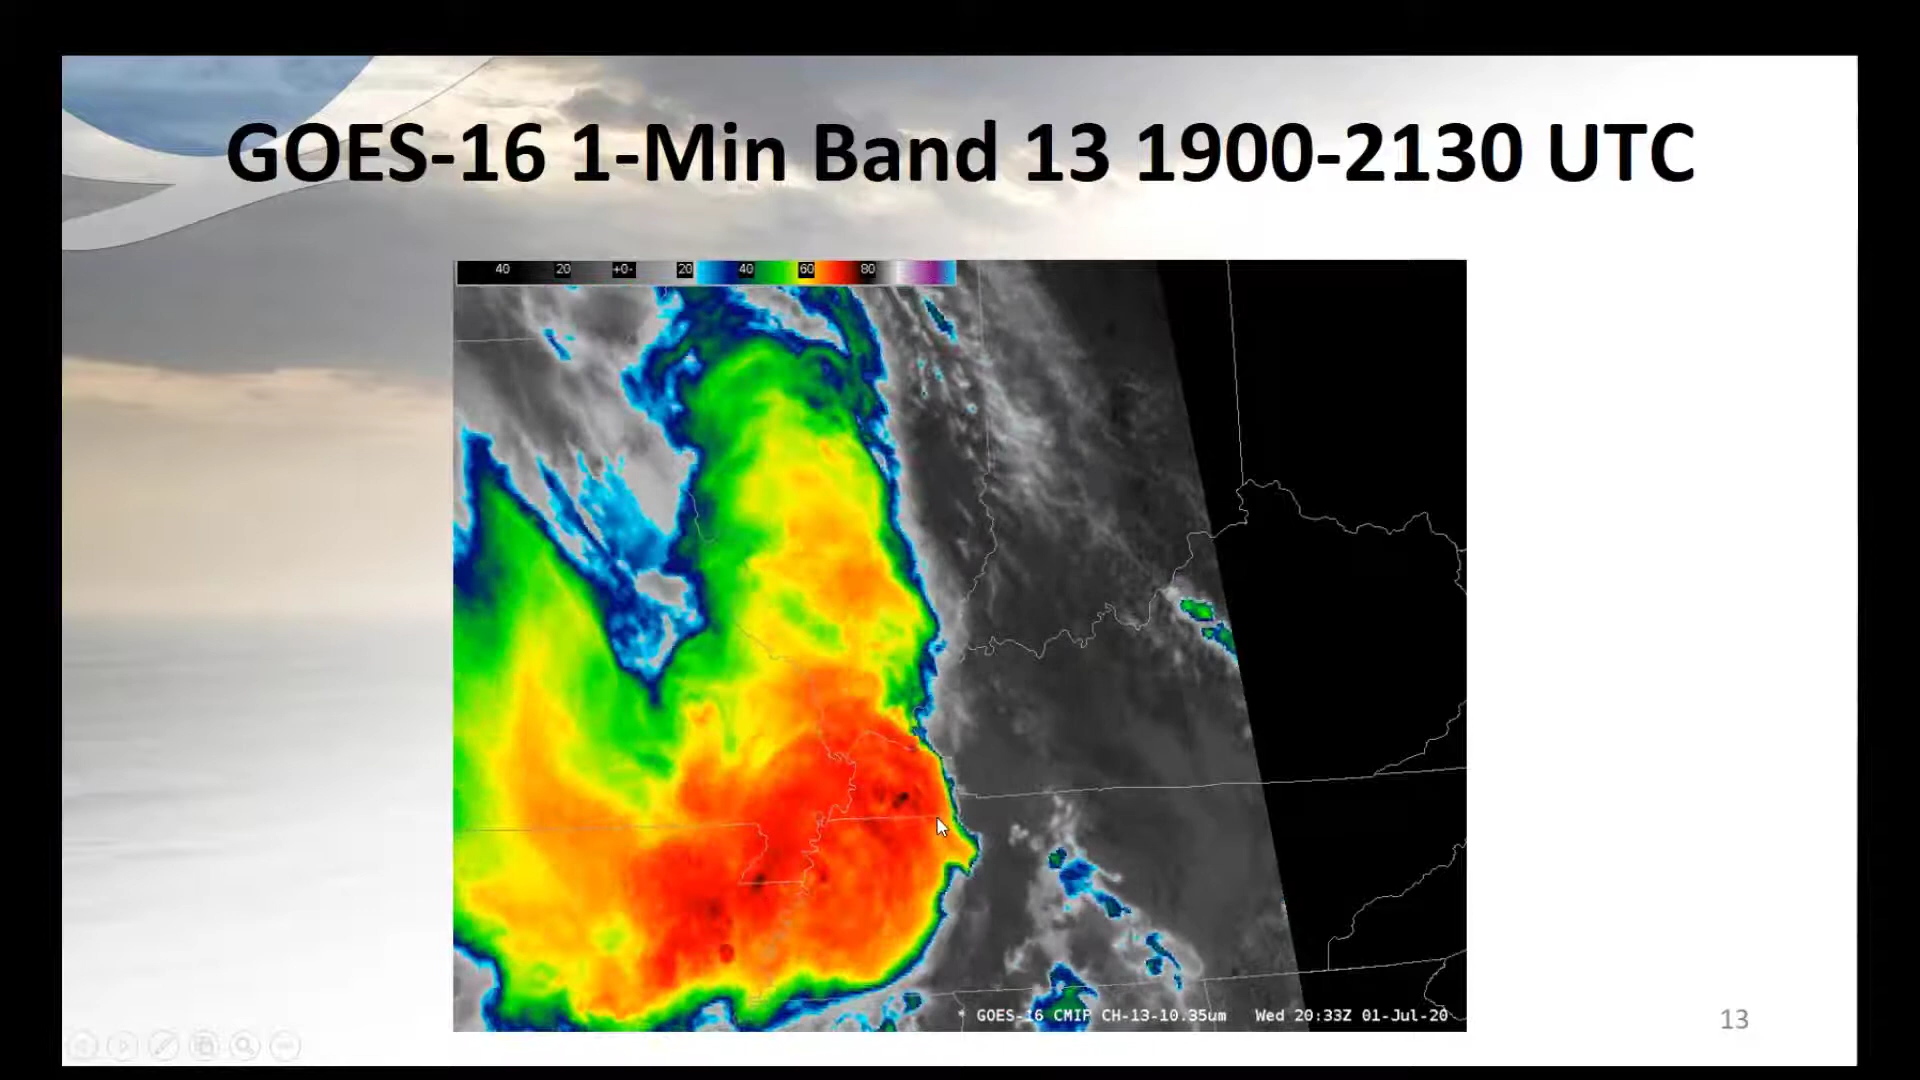 GOES-16 1-Min Band 13 1900-2130 UTC
40 20 +0- 20 40 60 80
* GOES-16 CMIP CH-13-10.35um Wed 20:33Z 01-Jul-20
13